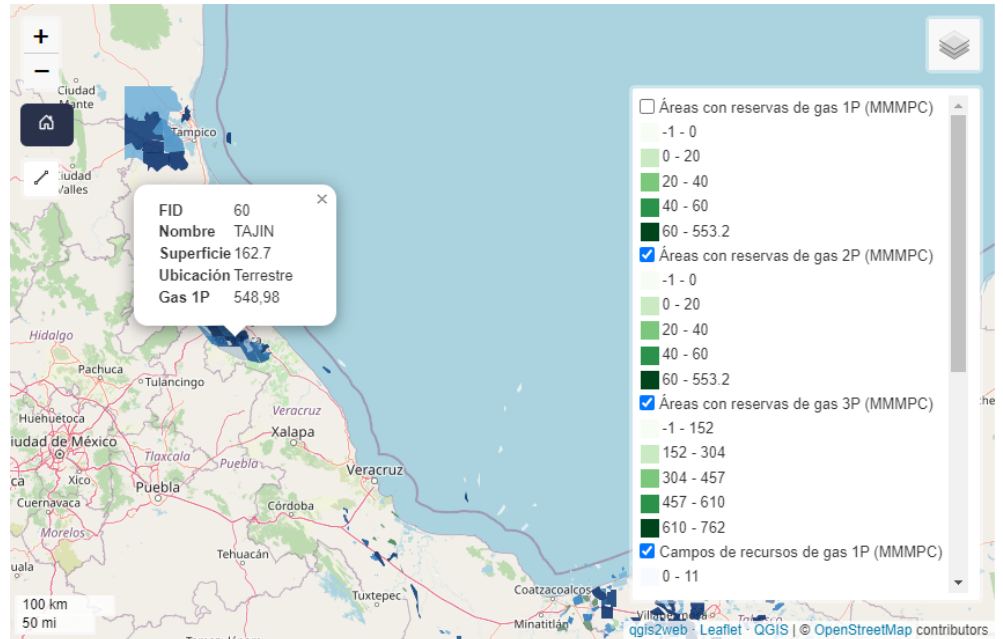 +
−
Ciudad
Mante
Tampico
Ciudad
Valles
×
FID 60
Nombre TAJIN
Superficie 162.7
Ubicación Terrestre
Gas 1P 548,98
Hidalgo
Pachuca
Tulancingo
Huehuetoca
iudad de México
Tlaxcala
Xico
Puebla
Puebla
Cuernavaca
Morelos
Veracruz
Xalapa
Veracruz
Córdoba
Tehuacán
Tuxtepec
Coatzacoalcos
Minatitlán
100 km
50 mi
Áreas con reservas de gas 1P (MMMPC)
-1 - 0
0 - 20
20 - 40
40 - 60
60 - 553.2
Áreas con reservas de gas 2P (MMMPC)
-1 - 0
0 - 20
20 - 40
40 - 60
60 - 553.2
Áreas con reservas de gas 3P (MMMPC)
-1 - 152
152 - 304
304 - 457
457 - 610
610 - 762
Campos de recursos de gas 1P (MMMPC)
0 - 11
qgis2web · Leaflet · QGIS | © OpenStreetMap contributors